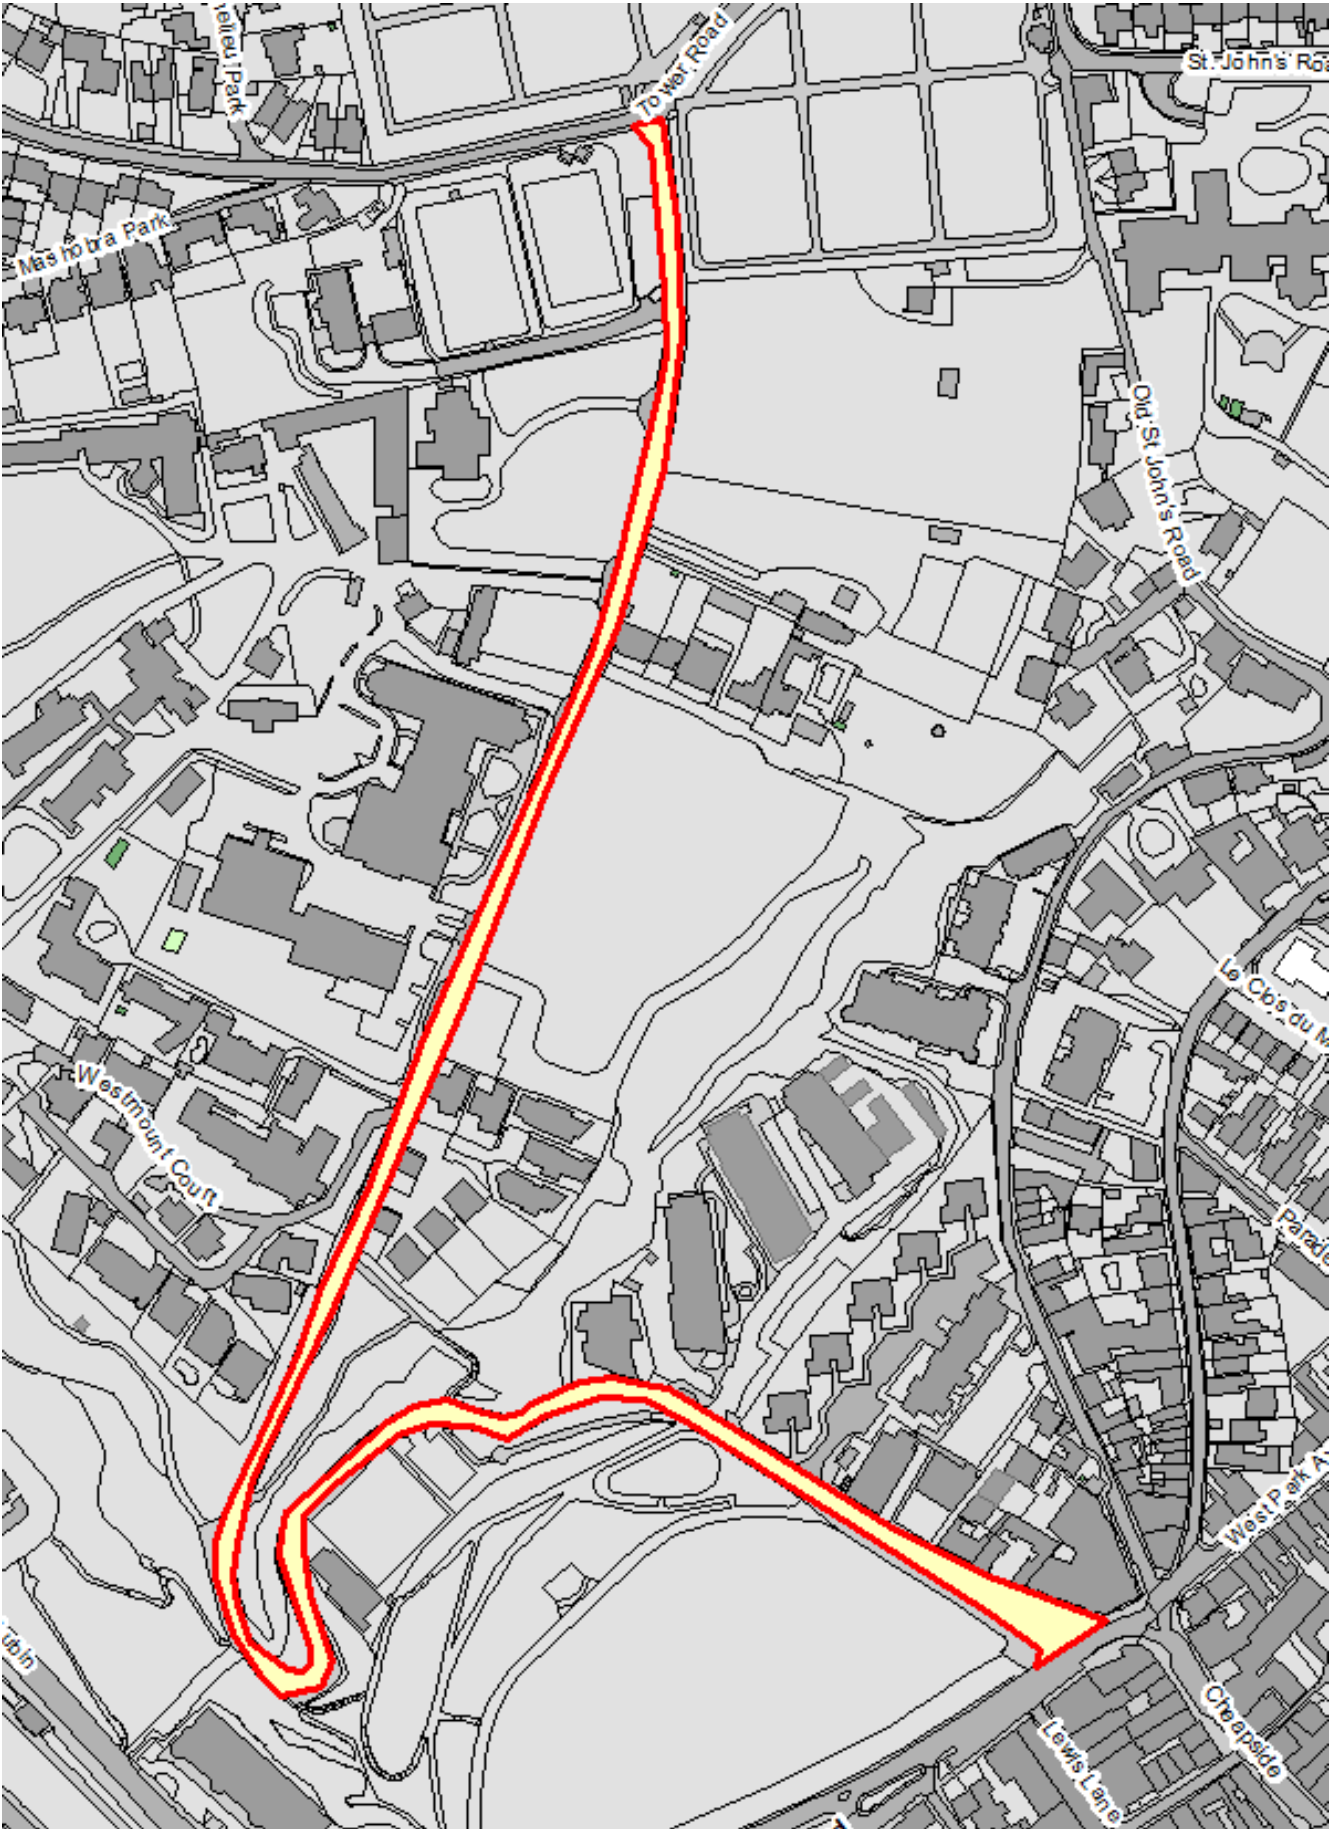 Tower Road
St. John's
Mashobra Park
Old St John's Road
Le Clos du
Westmount Court
Parade
West Park
Cheapside
Lewis Lane